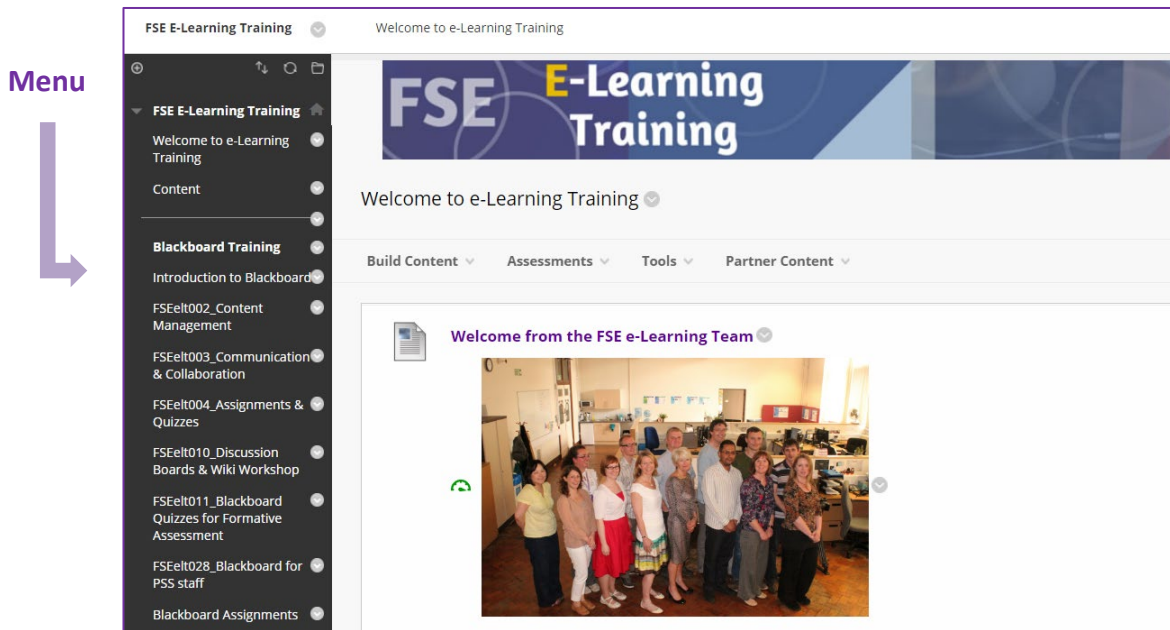 FSE E-Learning Training
Welcome to e-Learning Training
Menu
FSE E-Learning Training
Welcome to e-Learning
Training
Content
Blackboard Training
Introduction to Blackboard
FSEelt002_Content
Management
FSEelt003_Communication
& Collaboration
FSEelt004_Assignments &
Quizzes
FSEelt010_Discussion
Boards & Wiki Workshop
FSEelt011_Blackboard
Quizzes for Formative
Assessment
FSEelt028_Blackboard for
PSS staff
Blackboard Assignments
FSE
E-Learning
Training
Welcome to e-Learning Training
Build Content
Assessments
Tools
Partner Content
Welcome from the FSE e-Learning Team